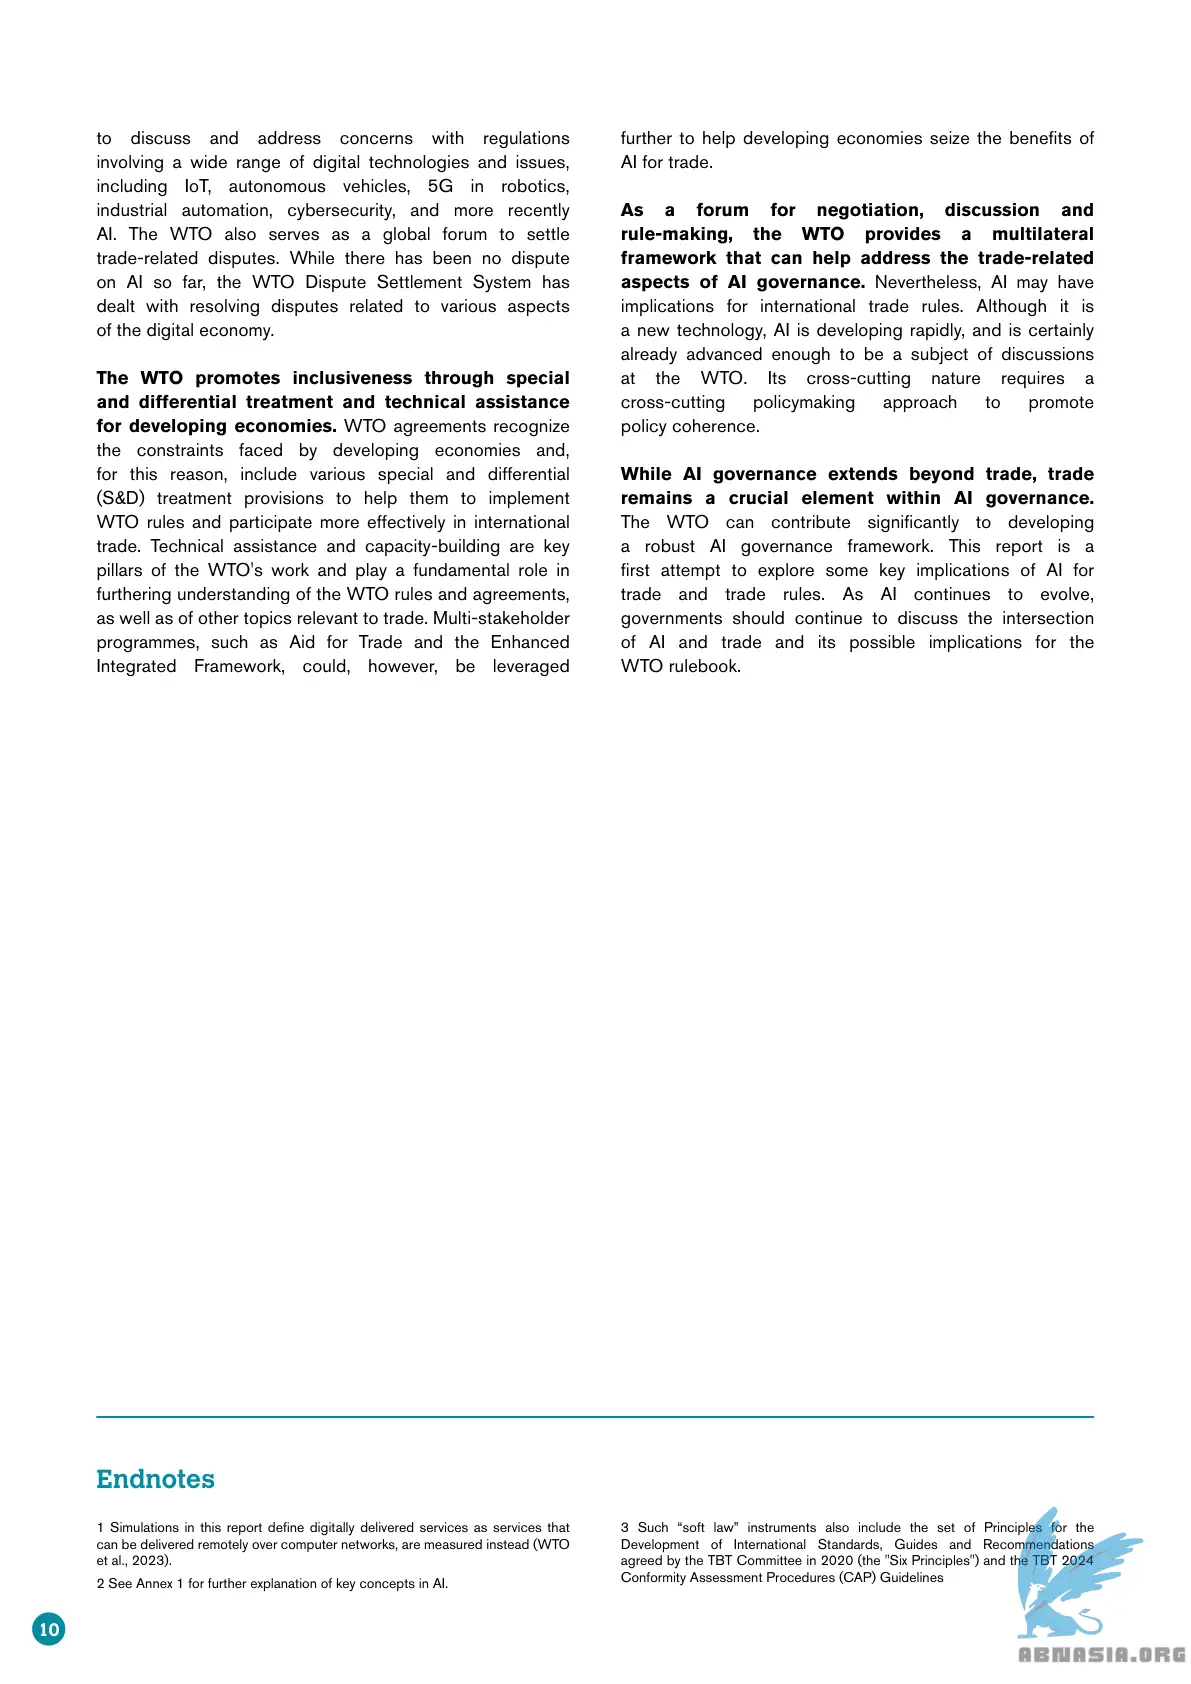 to discuss and address concerns with regulations
involving a wide range of digital technologies and issues,
including IoT, autonomous vehicles, 5G in robotics,
industrial automation, cybersecurity, and more recently
AI. The WTO also serves as a global forum to settle
trade-related disputes. While there has been no dispute
on AI so far, the WTO Dispute Settlement System has
dealt with resolving disputes related to various aspects
of the digital economy.
The WTO promotes inclusiveness through special
and differential treatment and technical assistance
for developing economies. WTO agreements recognize
the constraints faced by developing economies and,
for this reason, include various special and differential
(S&D) treatment provisions to help them to implement
WTO rules and participate more effectively in international
trade. Technical assistance and capacity-building are key
pillars of the WTO's work and play a fundamental role in
furthering understanding of the WTO rules and agreements,
as well as of other topics relevant to trade. Multi-stakeholder
programmes, such as Aid for Trade and the Enhanced
Integrated Framework, could, however, be leveraged
further to help developing economies seize the benefits of
AI for trade.
As a forum for negotiation, discussion and
rule-making, the WTO provides a multilateral
framework that can help address the trade-related
aspects of AI governance. Nevertheless, AI may have
implications for international trade rules. Although it is
a new technology, AI is developing rapidly, and is certainly
already advanced enough to be a subject of discussions
at the WTO. Its cross-cutting nature requires a
cross-cutting policymaking approach to promote
policy coherence.
While AI governance extends beyond trade, trade
remains a crucial element within AI governance.
The WTO can contribute significantly to developing
a robust AI governance framework. This report is a
first attempt to explore some key implications of AI for
trade and trade rules. As AI continues to evolve,
governments should continue to discuss the intersection
of AI and trade and its possible implications for the
WTO rulebook.
Endnotes
1 Simulations in this report define digitally delivered services as services that
can be delivered remotely over computer networks, are measured instead (WTO
et al., 2023).
2 See Annex 1 for further explanation of key concepts in AI.
3 Such “soft law” instruments also include the set of Principles for the
Development of International Standards, Guides and Recommendations
agreed by the TBT Committee in 2020 (the "Six Principles") and the TBT 2024
Conformity Assessment Procedures (CAP) Guidelines
10
ABNASIA.ORG